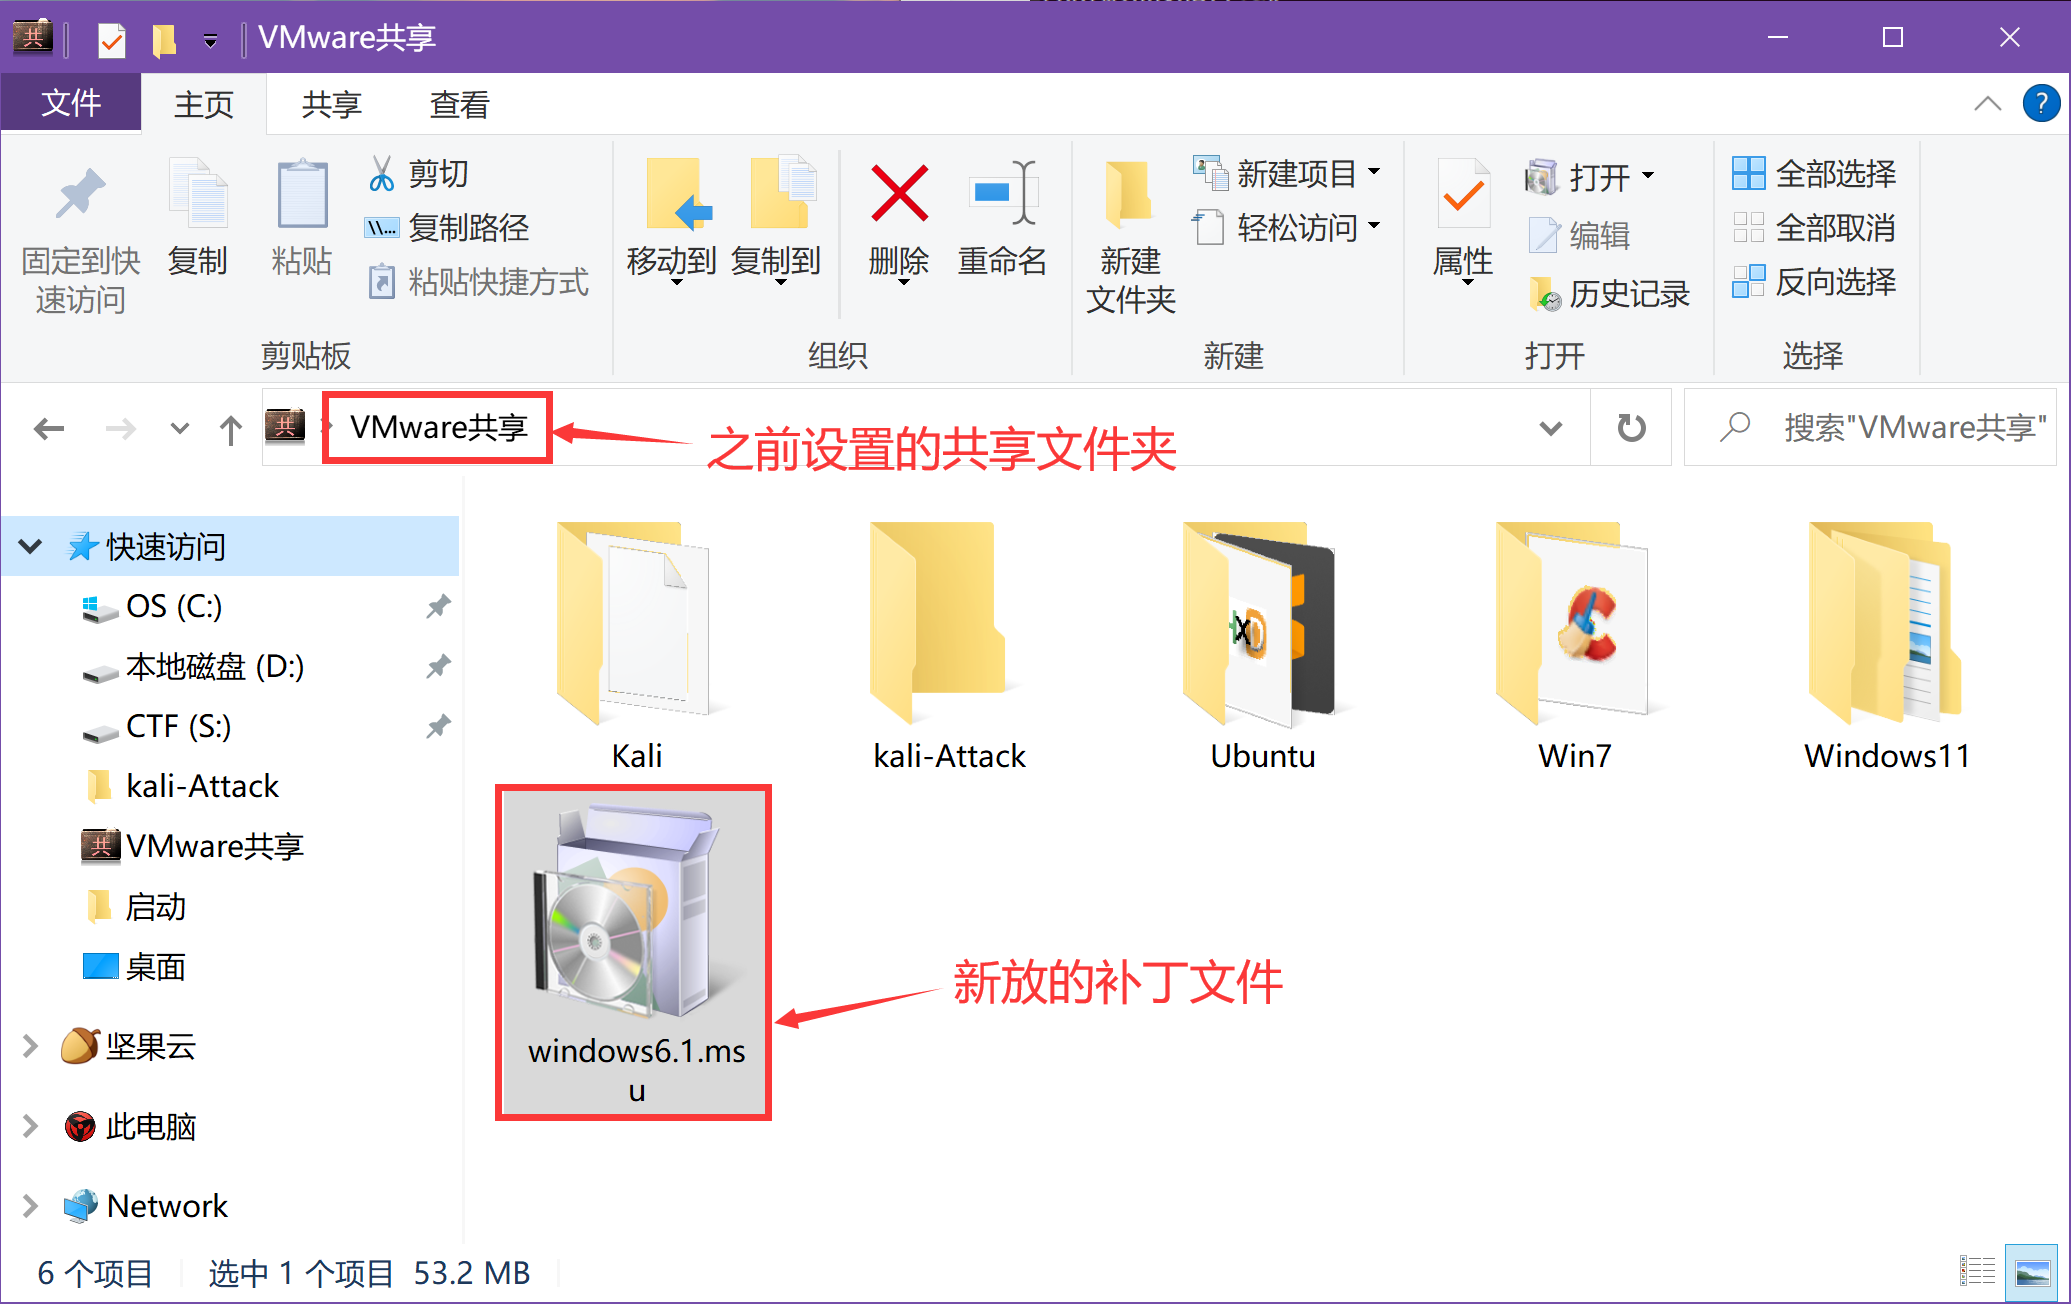 共
VMware共享
文件
主页
共享
查看
?
固定到快
速访问
复制
粘贴
剪切
\\...
复制路径
粘贴快捷方式
剪贴板
移动到
复制到
删除
重命名
组织
新建
文件夹
新建项目
轻松访问
新建
属性
打开
编辑
历史记录
打开
全部选择
全部取消
反向选择
选择
共
VMware共享
之前设置的共享文件夹
搜索"VMware共享"
快速访问
OS (C:)
本地磁盘 (D:)
CTF (S:)
kali-Attack
共
VMware共享
启动
桌面
坚果云
此电脑
Network
Kali
kali-Attack
Ubuntu
Win7
Windows11
windows6.1.ms
u
新放的补丁文件
6 个项目
选中 1 个项目
53.2 MB